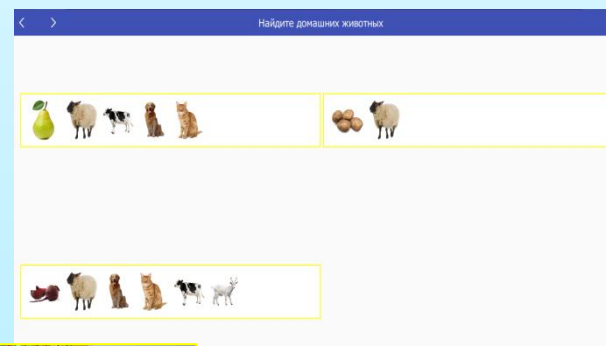 Найдите домашних животных